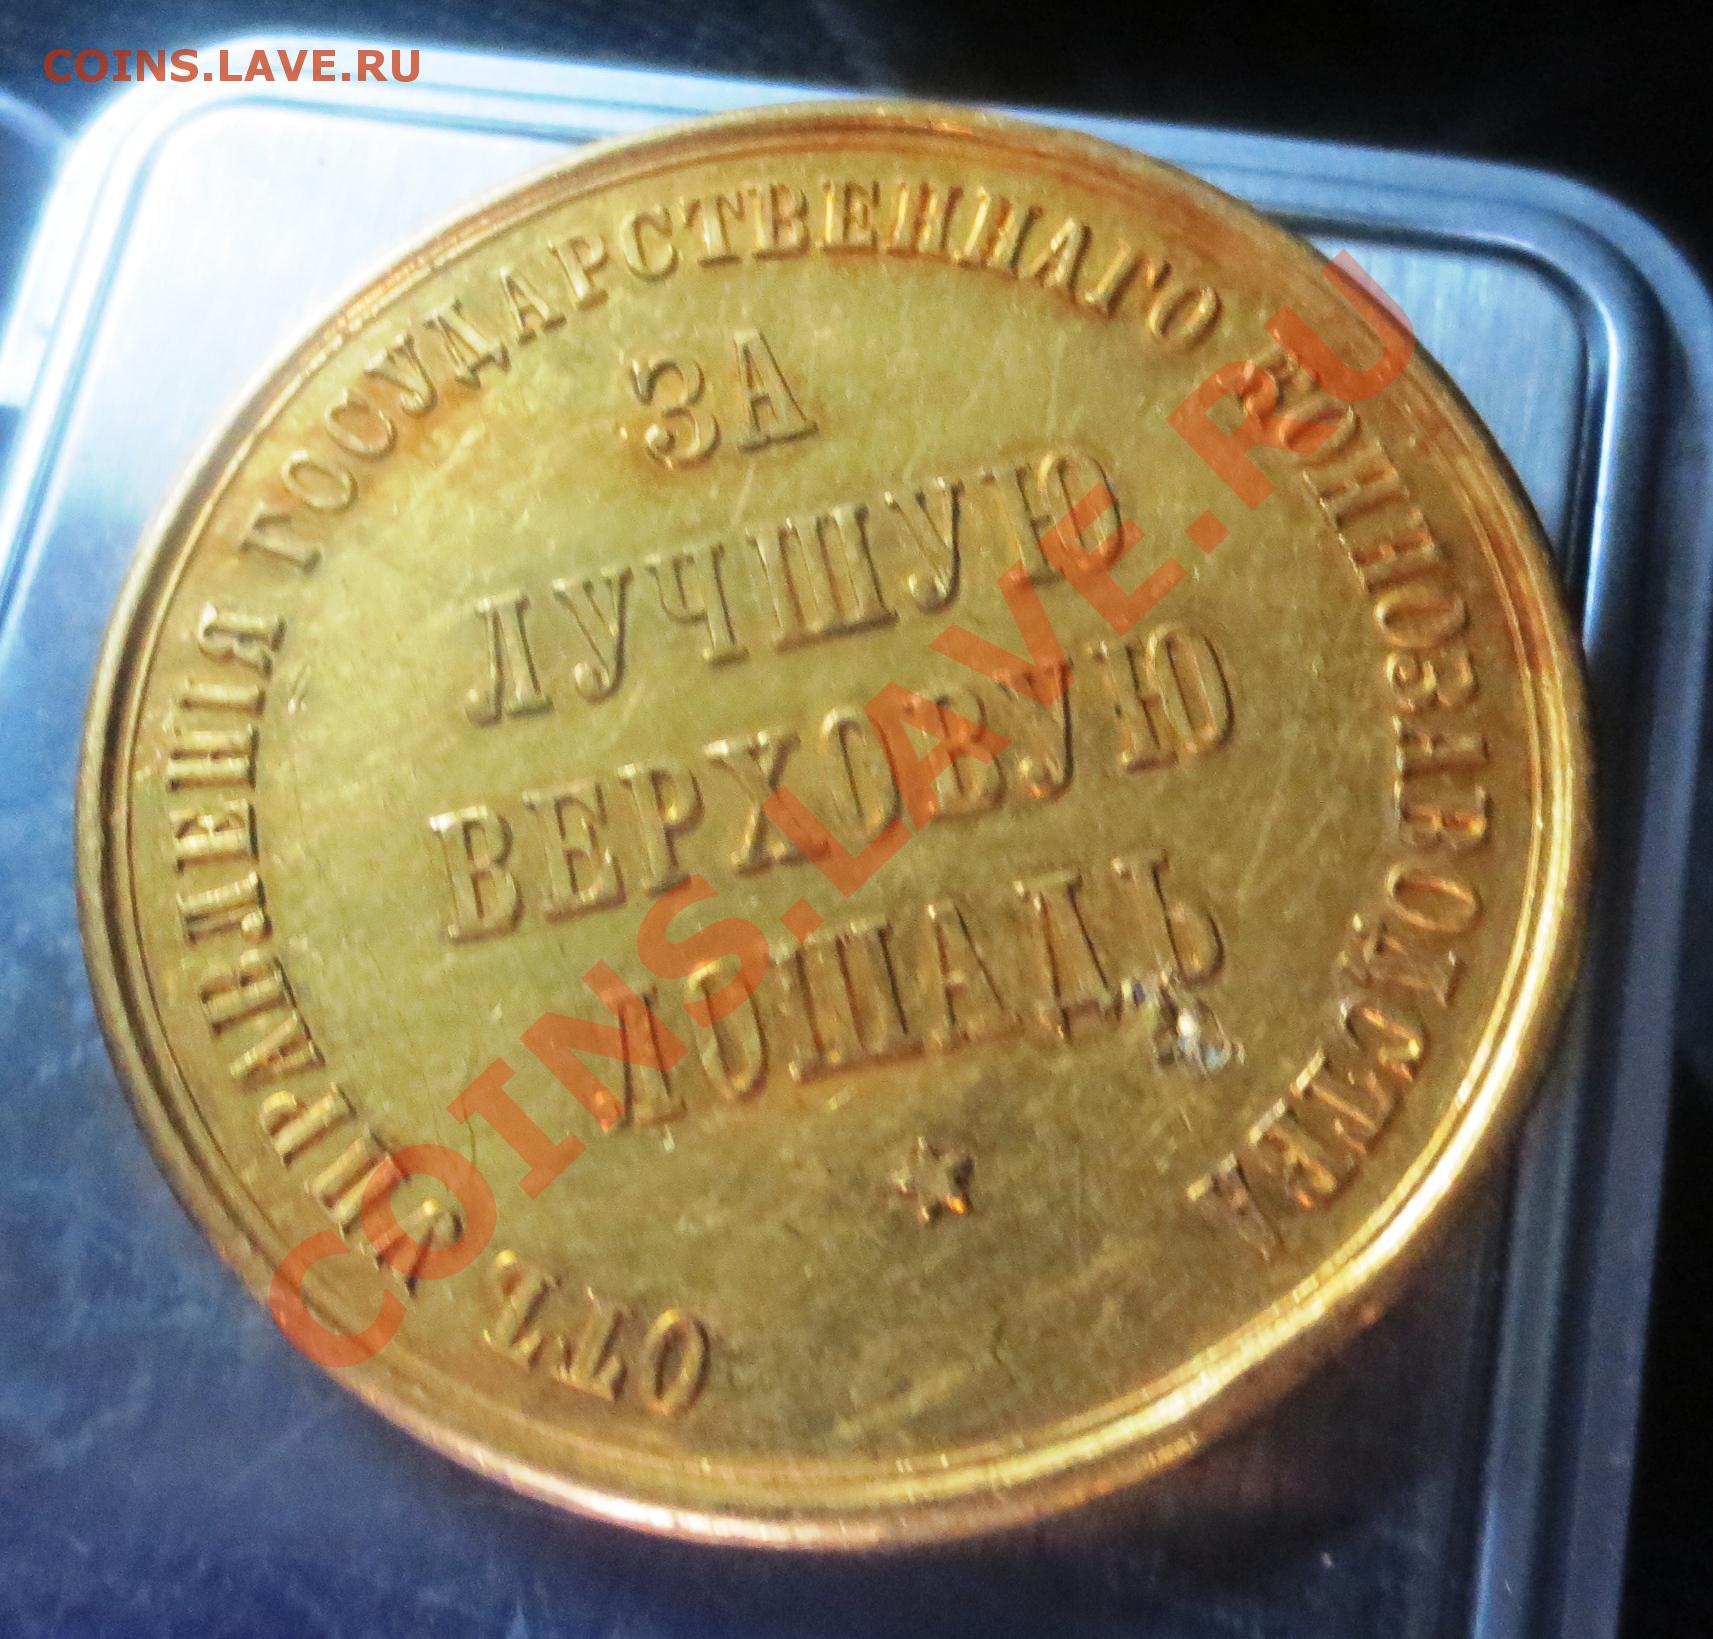 COINS.LAVE.RU
ОТЪ УПРАВЛЕНІЯ ГОСУДАРСТВЕННАГО КОННОЗАВОДСТВА
ЗА
ЛУЧШУЮ
ВЕРХОВУЮ
ЛОШАДЬ
COINS.LAVE.RU